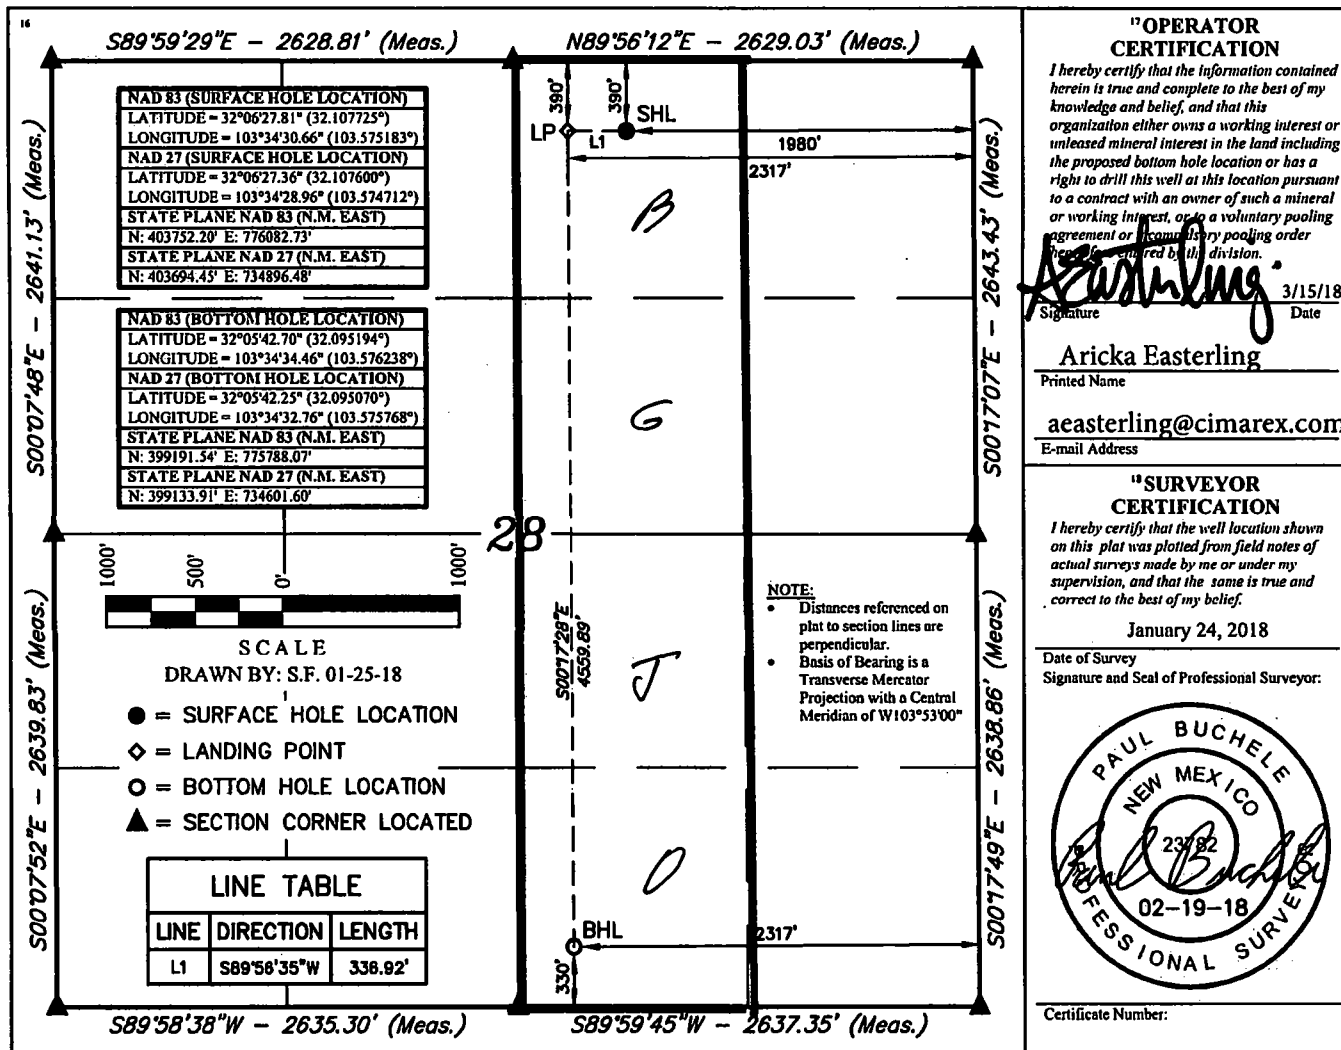 16
S89°59'29"E - 2628.81' (Meas.)
N89°56'12"E - 2629.03' (Meas.)
S00°07'48"E - 2641.13' (Meas.)
S00°07'52"E - 2639.83' (Meas.)
NAD 83 (SURFACE HOLE LOCATION)
LATITUDE = 32°06'27.81" (32.107725°)
LONGITUDE = 103°34'30.66" (103.575183°)
NAD 27 (SURFACE HOLE LOCATION)
LATITUDE = 32°06'27.36" (32.107600°)
LONGITUDE = 103°34'28.96" (103.574712°)
STATE PLANE NAD 83 (N.M. EAST)
N: 403752.20' E: 776082.73'
STATE PLANE NAD 27 (N.M. EAST)
N: 403694.45' E: 734896.48'
NAD 83 (BOTTOM HOLE LOCATION)
LATITUDE = 32°05'42.70" (32.095194°)
LONGITUDE = 103°34'34.46" (103.576238°)
NAD 27 (BOTTOM HOLE LOCATION)
LATITUDE = 32°05'42.25" (32.095070°)
LONGITUDE = 103°34'32.76" (103.575768°)
STATE PLANE NAD 83 (N.M. EAST)
N: 399191.54' E: 775788.07'
STATE PLANE NAD 27 (N.M. EAST)
N: 399133.91' E: 734601.60'
1000' 500' 0' 1000'
SCALE
DRAWN BY: S.F. 01-25-18
= SURFACE HOLE LOCATION
= LANDING POINT
= BOTTOM HOLE LOCATION
= SECTION CORNER LOCATED
LINE TABLE
LINE DIRECTION LENGTH
L1 S89°56'35"W 336.92'
S89°58'38"W - 2635.30' (Meas.)
390' 390'
LP L1 SHL
1980'
2317'
B
G
28
J
O
S00°17'28"E
4559.89'
NOTE:
• Distances referenced on
plat to section lines are
perpendicular.
• Basis of Bearing is a
Transverse Mercator
Projection with a Central
Meridian of W103°53'00"
BHL
2317'
330'
S89°59'45"W - 2637.35' (Meas.)
S00°17'07"E - 2643.43' (Meas.)
S00°17'49"E - 2638.86' (Meas.)
17 OPERATOR
CERTIFICATION
I hereby certify that the information contained
herein is true and complete to the best of my
knowledge and belief, and that this
organization either owns a working interest or
unleased mineral interest in the land including
the proposed bottom hole location or has a
right to drill this well at this location pursuant
to a contract with an owner of such a mineral
or working interest, or to a voluntary pooling
agreement or a compulsory pooling order
entered by the division.
AEasterling
3/15/18
Signature Date
Aricka Easterling
Printed Name
aeasterling@cimarex.com
E-mail Address
18 SURVEYOR
CERTIFICATION
I hereby certify that the well location shown
on this plat was plotted from field notes of
actual surveys made by me or under my
supervision, and that the same is true and
correct to the best of my belief.
January 24, 2018
Date of Survey
Signature and Seal of Professional Surveyor:
PAUL BUCHELE
NEW MEXICO
23782
Paul Buchele
02-19-18
PROFESSIONAL SURVEYOR
Certificate Number: